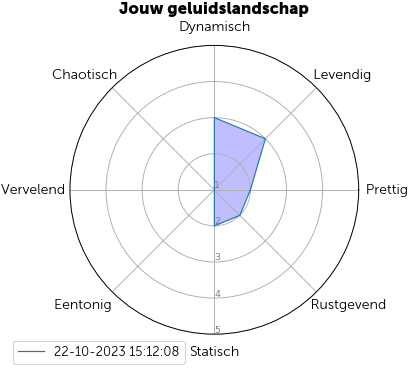 Jouw geluidslandschap
Dynamisch
Chaotisch
Levendig
Vervelend
1
Prettig
2
3
4
Eentonig
Rustgevend
5
22-10-2023 15:12:08
Statisch